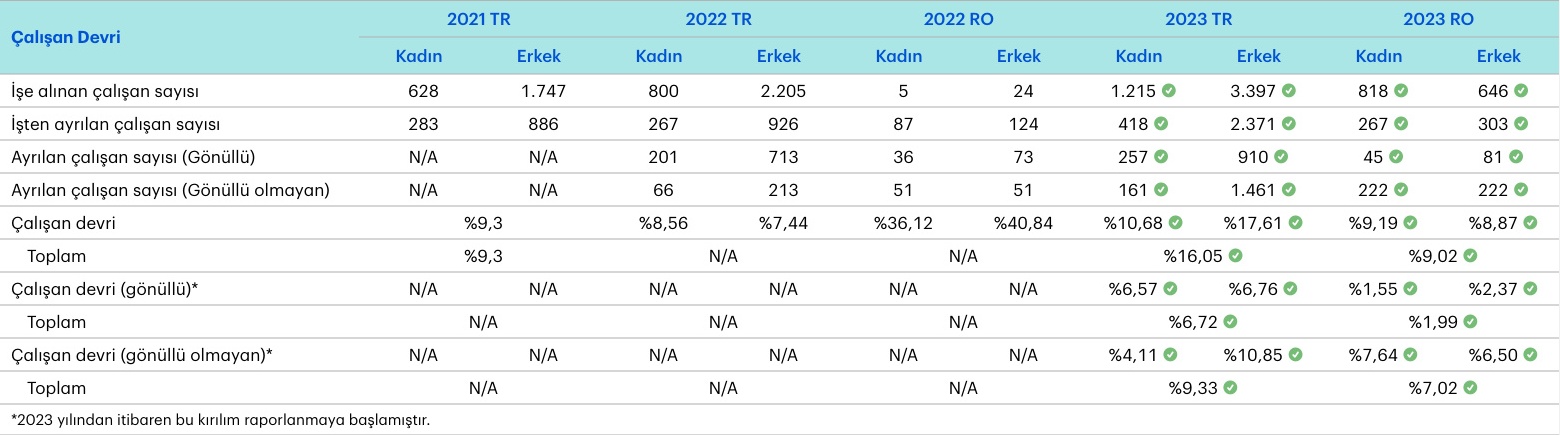 Çalışan Devri 2021 TR 2022 TR 2022 RO 2023 TR 2023 RO
Kadın Erkek Kadın Erkek Kadın Erkek Kadın Erkek Kadın Erkek
İşe alınan çalışan sayısı 628 1.747 800 2.205 5 24 1.215 3.397 818 646
İşten ayrılan çalışan sayısı 283 886 267 926 87 124 418 2.371 267 303
Ayrılan çalışan sayısı (Gönüllü) N/A N/A 201 713 36 73 257 910 45 81
Ayrılan çalışan sayısı (Gönüllü olmayan) N/A N/A 66 213 51 51 161 1.461 222 222
Çalışan devri %9,3 %8,56 %7,44 %36,12 %40,84 %10,68 %17,61 %9,19 %8,87
Toplam %9,3 N/A N/A %16,05 %9,02
Çalışan devri (gönüllü)* N/A N/A N/A N/A N/A N/A %6,57 %6,76 %1,55 %2,37
Toplam N/A N/A N/A %6,72 %1,99
Çalışan devri (gönüllü olmayan)* N/A N/A N/A N/A N/A N/A %4,11 %10,85 %7,64 %6,50
Toplam N/A N/A N/A %9,33 %7,02
*2023 yılından itibaren bu kırılım raporlanmaya başlamıştır.